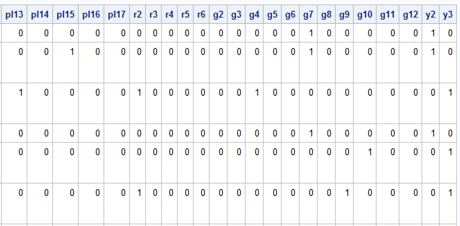 pl13 pl14 pl15 pl16 pl17 r2 r3 r4 r5 r6 g2 g3 g4 g5 g6 g7 g8 g9 g10 g11 g12 y2 y3
0 0 0 0 0 0 0 0 0 0 0 0 0 0 0 1 0 0 0 0 0 1 0
0 0 1 0 0 0 0 0 0 0 0 0 0 0 0 1 0 0 0 0 0 1 0
1 0 0 0 0 1 0 0 0 0 0 0 1 0 0 0 0 0 0 0 0 0 1
0 0 0 0 0 0 0 0 0 0 0 0 0 0 0 1 0 0 0 0 0 1 0
0 0 0 0 0 0 0 0 0 0 0 0 0 0 0 0 0 0 1 0 0 0 1
0 0 0 0 0 1 0 0 0 0 0 0 0 0 0 0 0 1 0 0 0 0 1